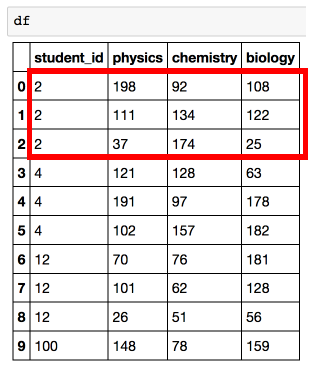 df
student_id physics chemistry biology
0 2 198 92 108
1 2 111 134 122
2 2 37 174 25
3 4 121 128 63
4 4 191 97 178
5 4 102 157 182
6 12 70 76 181
7 12 101 62 128
8 12 26 51 56
9 100 148 78 159